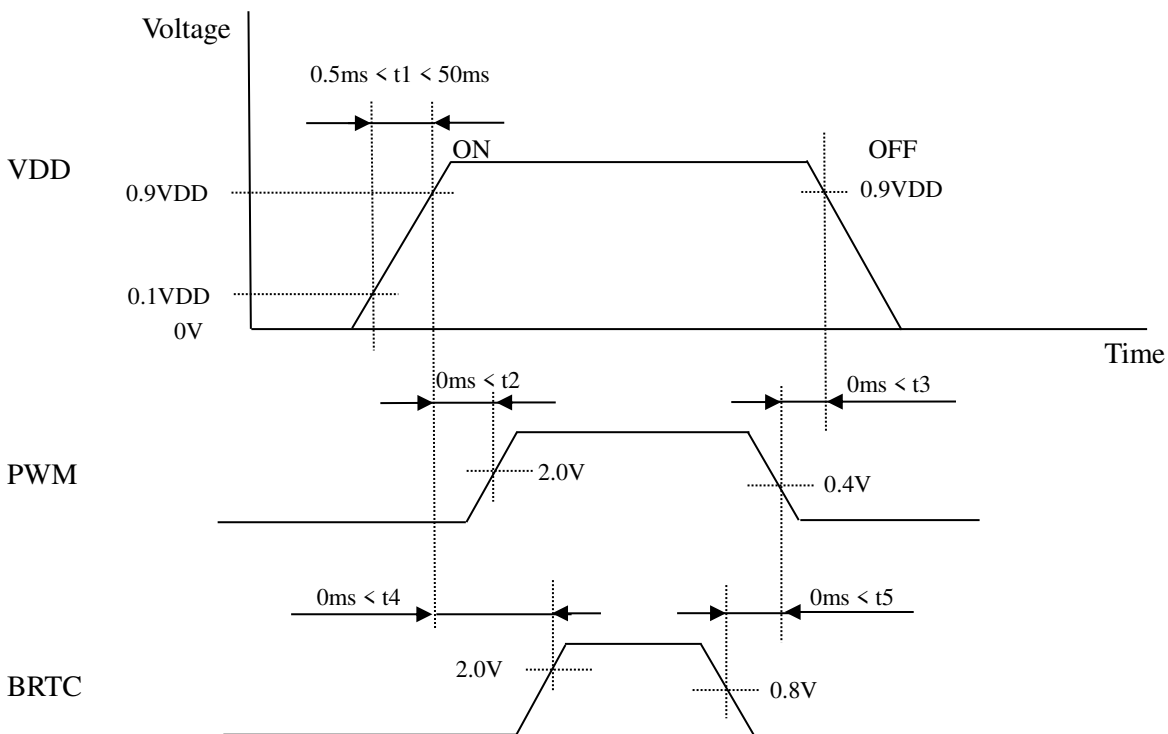 Voltage
0.5ms < t1 < 50ms
ON
OFF
VDD
0.9VDD
0.9VDD
0.1VDD
0V
Time
0ms < t2
0ms < t3
PWM
2.0V
0.4V
0ms < t4
0ms < t5
2.0V
BRTC
0.8V